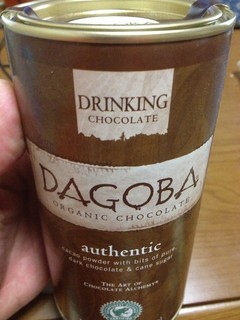 DRINKING
CHOCOLATE
DAGOBA
ORGANIC CHOCOLATE
authentic
cacao powder with bits of pure
dark chocolate & cane sugar
THE ART OF
CHOCOLATE ALCHEMY